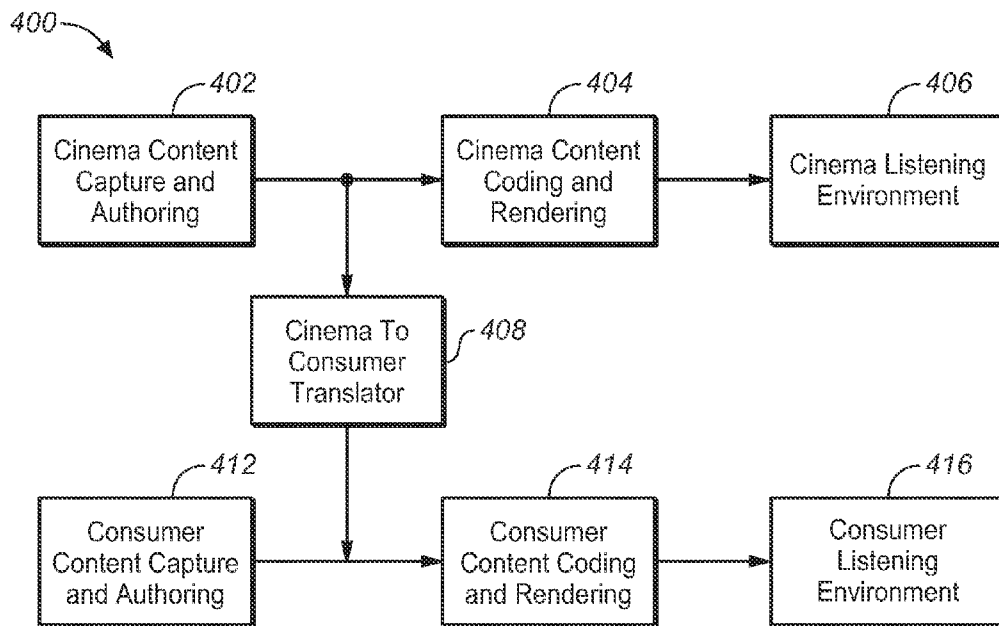 400
402
404
406
Cinema Content
Capture and
Authoring
Cinema Content
Coding and
Rendering
Cinema Listening
Environment
Cinema To
Consumer
Translator
408
412
414
416
Consumer
Content Capture
and Authoring
Consumer
Content Coding
and Rendering
Consumer
Listening
Environment